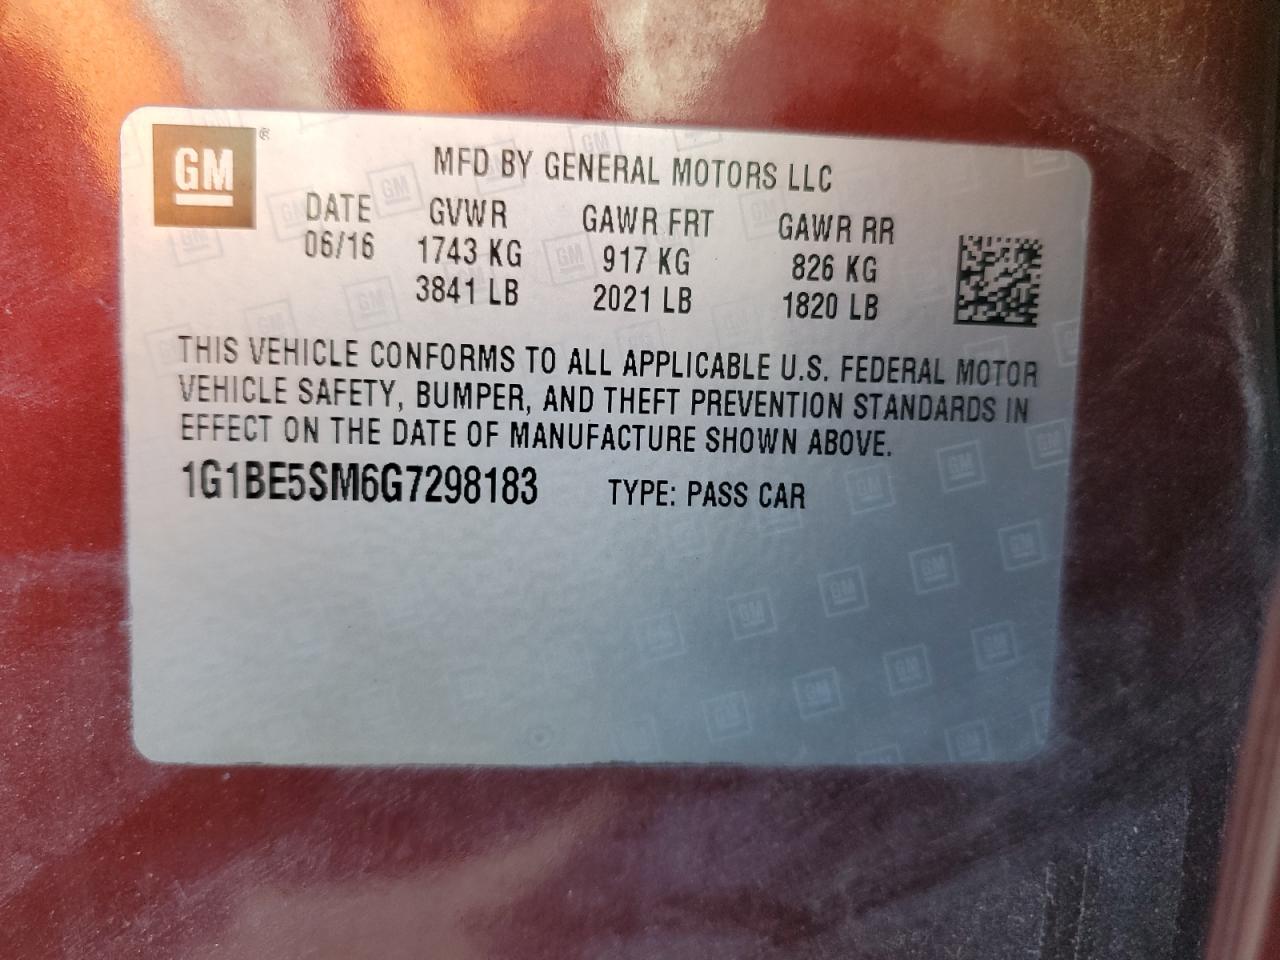 GM ®
MFD BY GENERAL MOTORS LLC
DATE GVWR GAWR FRT GAWR RR
06/16 1743 KG 917 KG 826 KG
3841 LB 2021 LB 1820 LB
THIS VEHICLE CONFORMS TO ALL APPLICABLE U.S. FEDERAL MOTOR
VEHICLE SAFETY, BUMPER, AND THEFT PREVENTION STANDARDS IN
EFFECT ON THE DATE OF MANUFACTURE SHOWN ABOVE.
1G1BE5SM6G7298183 TYPE: PASS CAR